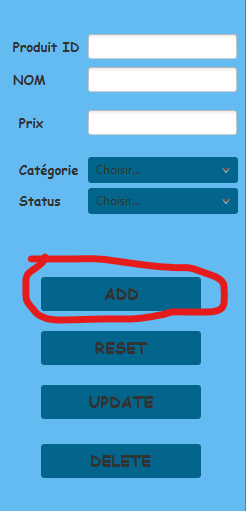 Produit ID
NOM
Prix
Catégorie Choisir...
Status Choisir...
ADD
RESET
UPDATE
DELETE